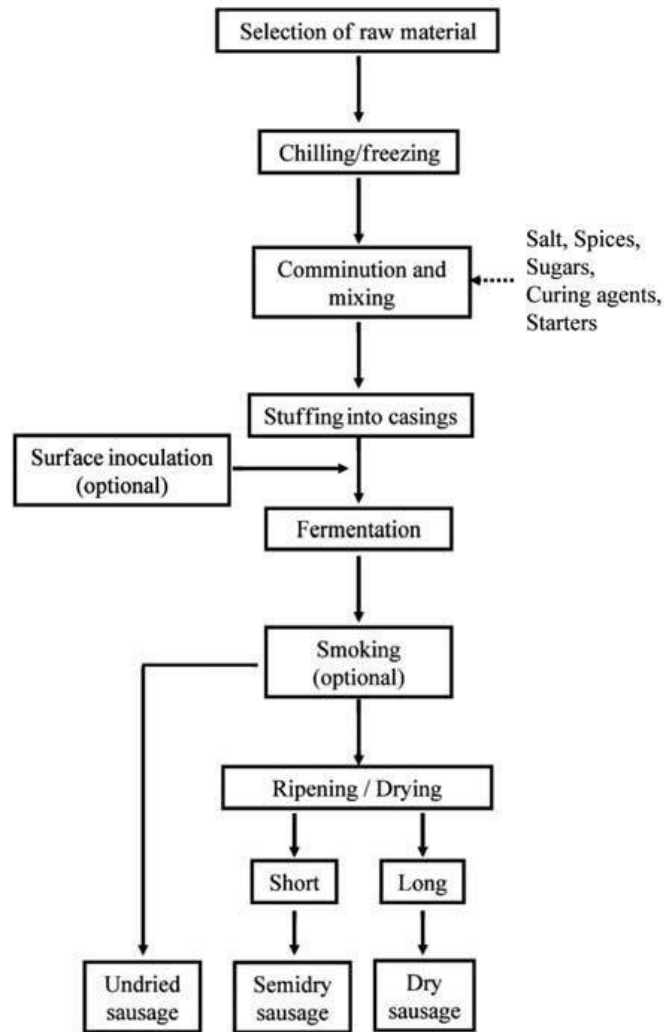 Selection of raw material
Chilling/freezing
Comminution and
mixing
Salt, Spices,
Sugars,
Curing agents,
Starters
Stuffing into casings
Surface inoculation
(optional)
Fermentation
Smoking
(optional)
Ripening / Drying
Short
Long
Undried
sausage
Semidry
sausage
Dry
sausage